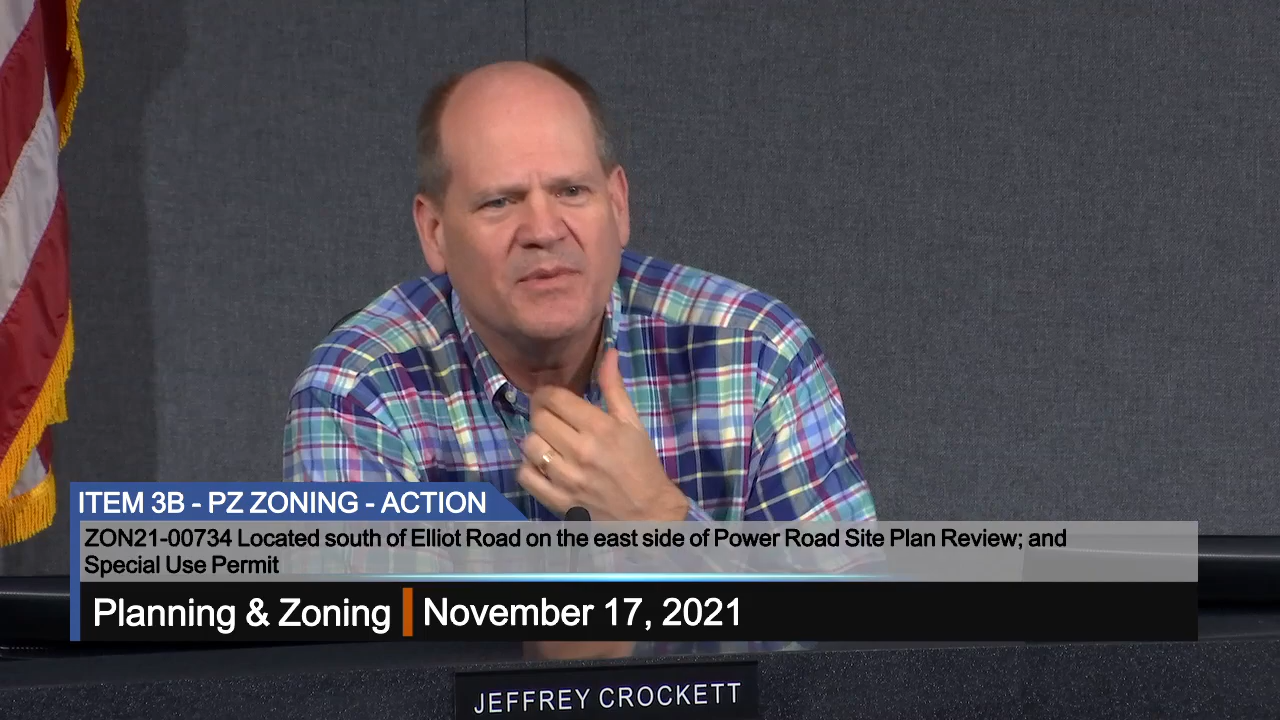 ITEM 3B - PZ ZONING - ACTION
ZON21-00734 Located south of Elliot Road on the east side of Power Road Site Plan Review; and
Special Use Permit
Planning & Zoning | November 17, 2021
JEFFREY CROCKETT